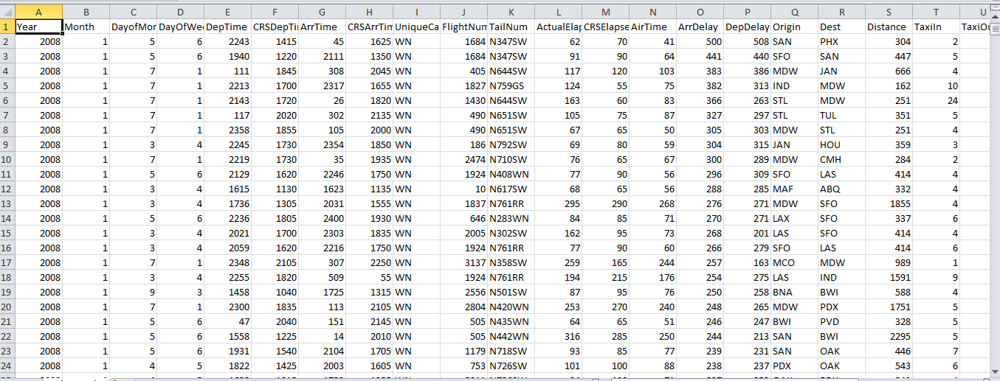 A B C D E F G H I J K L M N O P Q R S T U
1 Year Month DayofMor DayOfWee DepTime CRSDepTir ArrTime CRSArrTim UniqueCa FlightNum TailNum ActualElap CRSElapse AirTime ArrDelay DepDelay Origin Dest Distance TaxiIn TaxiOu
2 2008 1 5 6 2243 1415 45 1625 WN 1684 N347SW 62 70 41 500 508 SAN PHX 304 2
3 2008 1 5 6 1940 1220 2111 1350 WN 1684 N347SW 91 90 64 441 440 SFO SAN 447 5
4 2008 1 7 1 111 1845 308 2045 WN 405 N644SW 117 120 103 383 386 MDW JAN 666 4
5 2008 1 7 1 2213 1700 2317 1655 WN 1827 N759GS 124 55 75 382 313 IND MDW 162 10
6 2008 1 7 1 2143 1720 26 1820 WN 1430 N644SW 163 60 83 366 263 STL MDW 251 24
7 2008 1 7 1 117 2020 302 2135 WN 490 N651SW 105 75 87 327 297 STL TUL 351 5
8 2008 1 7 1 2358 1855 105 2000 WN 490 N651SW 67 65 50 305 303 MDW STL 251 4
9 2008 1 3 4 2245 1730 2354 1850 WN 186 N792SW 69 80 59 304 315 JAN HOU 359 3
10 2008 1 7 1 2219 1730 35 1935 WN 2474 N710SW 76 65 67 300 289 MDW CMH 284 2
11 2008 1 5 6 2129 1620 2246 1750 WN 1924 N408WN 77 90 56 296 309 SFO LAS 414 4
12 2008 1 3 4 1615 1130 1623 1135 WN 10 N617SW 68 65 56 288 285 MAF ABQ 332 4
13 2008 1 3 4 1736 1305 2031 1555 WN 1837 N761RR 295 290 268 276 271 MDW SFO 1855 4
14 2008 1 5 6 2236 1805 2400 1930 WN 646 N283WN 84 85 71 270 271 LAX SFO 337 6
15 2008 1 3 4 2021 1700 2303 1835 WN 2005 N302SW 162 95 73 268 201 LAS SFO 414 4
16 2008 1 3 4 2059 1620 2216 1750 WN 1924 N761RR 77 90 60 266 279 SFO LAS 414 6
17 2008 1 7 1 2348 2105 307 2250 WN 3137 N358SW 259 165 244 257 163 MCO MDW 989 1
18 2008 1 3 4 2255 1820 509 55 WN 1924 N761RR 194 215 176 254 275 LAS IND 1591 9
19 2008 1 9 3 1458 1040 1725 1315 WN 2556 N501SW 87 95 76 250 258 BNA BWI 588 4
20 2008 1 7 1 2300 1835 113 2105 WN 2804 N420WN 253 270 240 248 265 MDW PDX 1751 5
21 2008 1 5 6 47 2040 151 2145 WN 505 N435WN 64 65 51 246 247 BWI PVD 328 5
22 2008 1 5 6 1558 1225 14 2010 WN 505 N442WN 316 285 250 244 213 SAN BWI 2295 5
23 2008 1 5 6 1931 1540 2104 1705 WN 1179 N718SW 93 85 77 239 231 SAN OAK 446 7
24 2008 1 4 5 1822 1425 2003 1605 WN 753 N726SW 101 100 88 238 237 PDX OAK 543 6